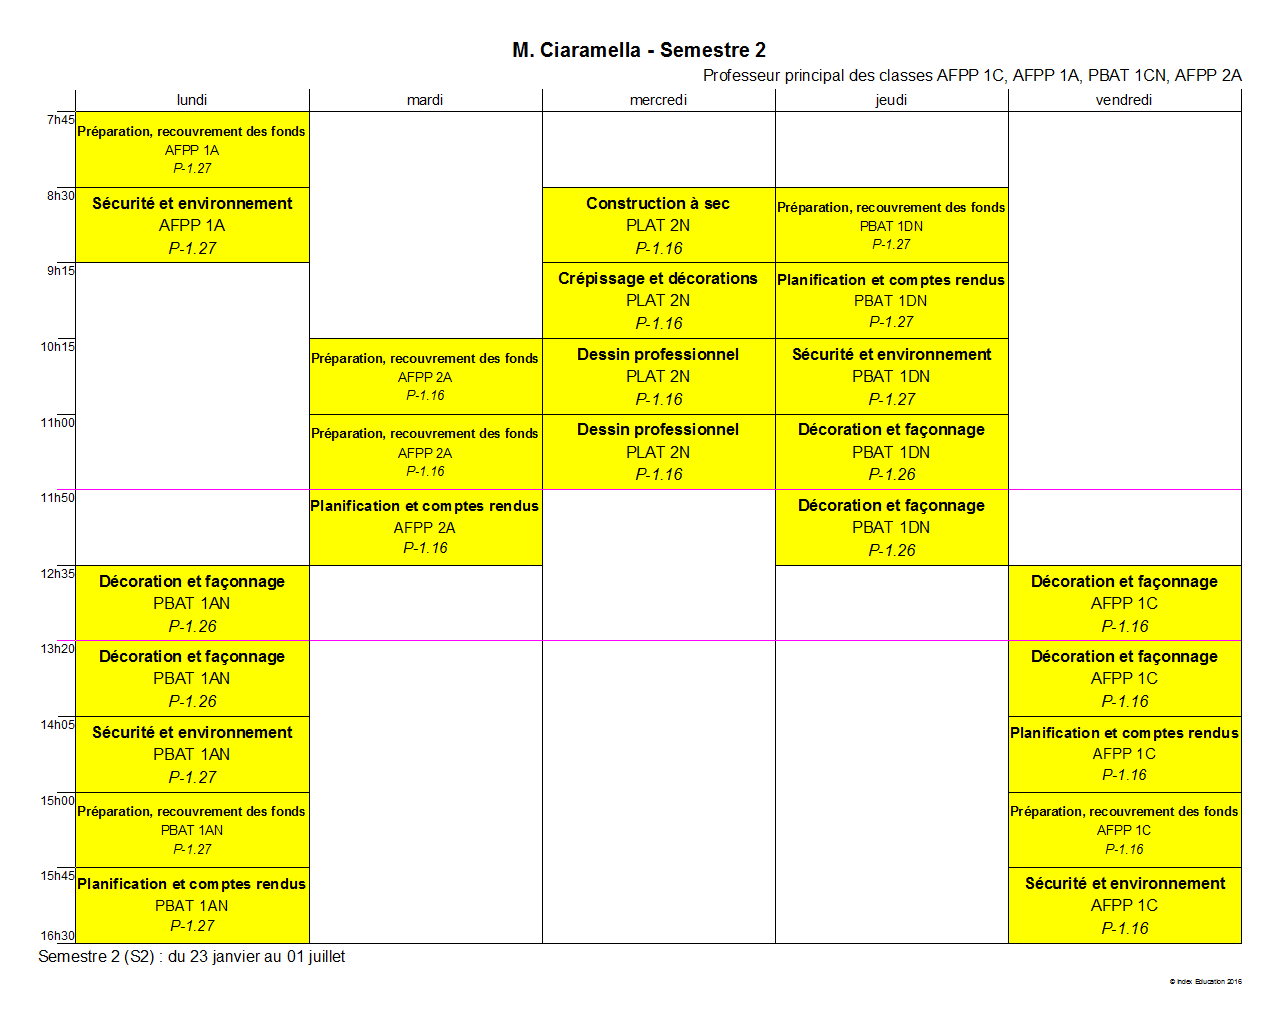 M. Ciaramella - Semestre 2
Professeur principal des classes AFPP 1C, AFPP 1A, PBAT 1CN, AFPP 2A
lundi
mardi
mercredi
jeudi
vendredi
7h45
Préparation, recouvrement des fonds
AFPP 1A
P-1.27
8h30
Sécurité et environnement
AFPP 1A
P-1.27
Construction à sec
PLAT 2N
P-1.16
Préparation, recouvrement des fonds
PBAT 1DN
P-1.27
9h15
Crépissage et décorations
PLAT 2N
P-1.16
Planification et comptes rendus
PBAT 1DN
P-1.27
10h15
Préparation, recouvrement des fonds
AFPP 2A
P-1.16
Dessin professionnel
PLAT 2N
P-1.16
Sécurité et environnement
PBAT 1DN
P-1.27
11h00
Préparation, recouvrement des fonds
AFPP 2A
P-1.16
Dessin professionnel
PLAT 2N
P-1.16
Décoration et façonnage
PBAT 1DN
P-1.26
11h50
Planification et comptes rendus
AFPP 2A
P-1.16
Décoration et façonnage
PBAT 1DN
P-1.26
12h35
Décoration et façonnage
PBAT 1AN
P-1.26
Décoration et façonnage
AFPP 1C
P-1.16
13h20
Décoration et façonnage
PBAT 1AN
P-1.26
Décoration et façonnage
AFPP 1C
P-1.16
14h05
Sécurité et environnement
PBAT 1AN
P-1.27
Planification et comptes rendus
AFPP 1C
P-1.16
15h00
Préparation, recouvrement des fonds
PBAT 1AN
P-1.27
Préparation, recouvrement des fonds
AFPP 1C
P-1.16
15h45
Planification et comptes rendus
PBAT 1AN
P-1.27
Sécurité et environnement
AFPP 1C
P-1.16
16h30
Semestre 2 (S2) : du 23 janvier au 01 juillet
© Index Education 2016